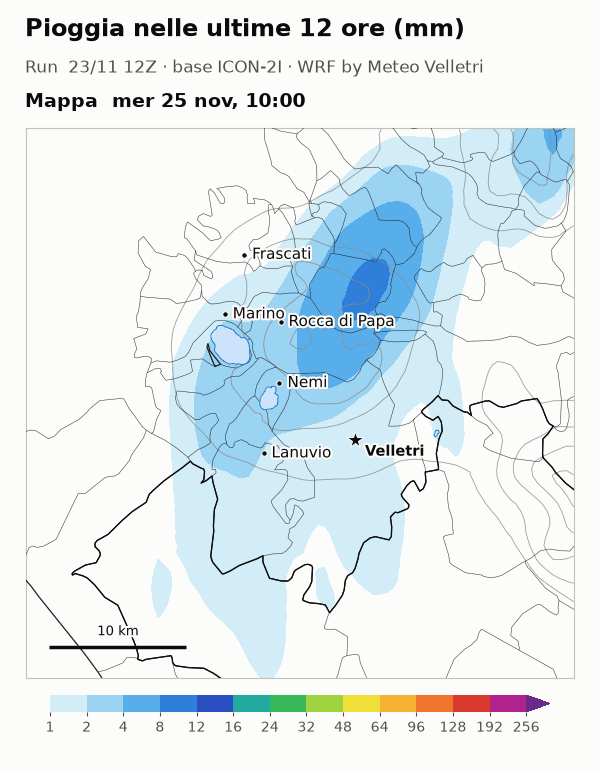 Pioggia nelle ultime 12 ore (mm)
Run  23/11 12Z · base ICON-2I · WRF by Meteo Velletri
Mappa  mer 25 nov, 10:00
Frascati
Marino
Rocca di Papa
Nemi
Velletri
Lanuvio
10 km
1 2 4 8 12 16 24 32 48 64 96 128 192 256